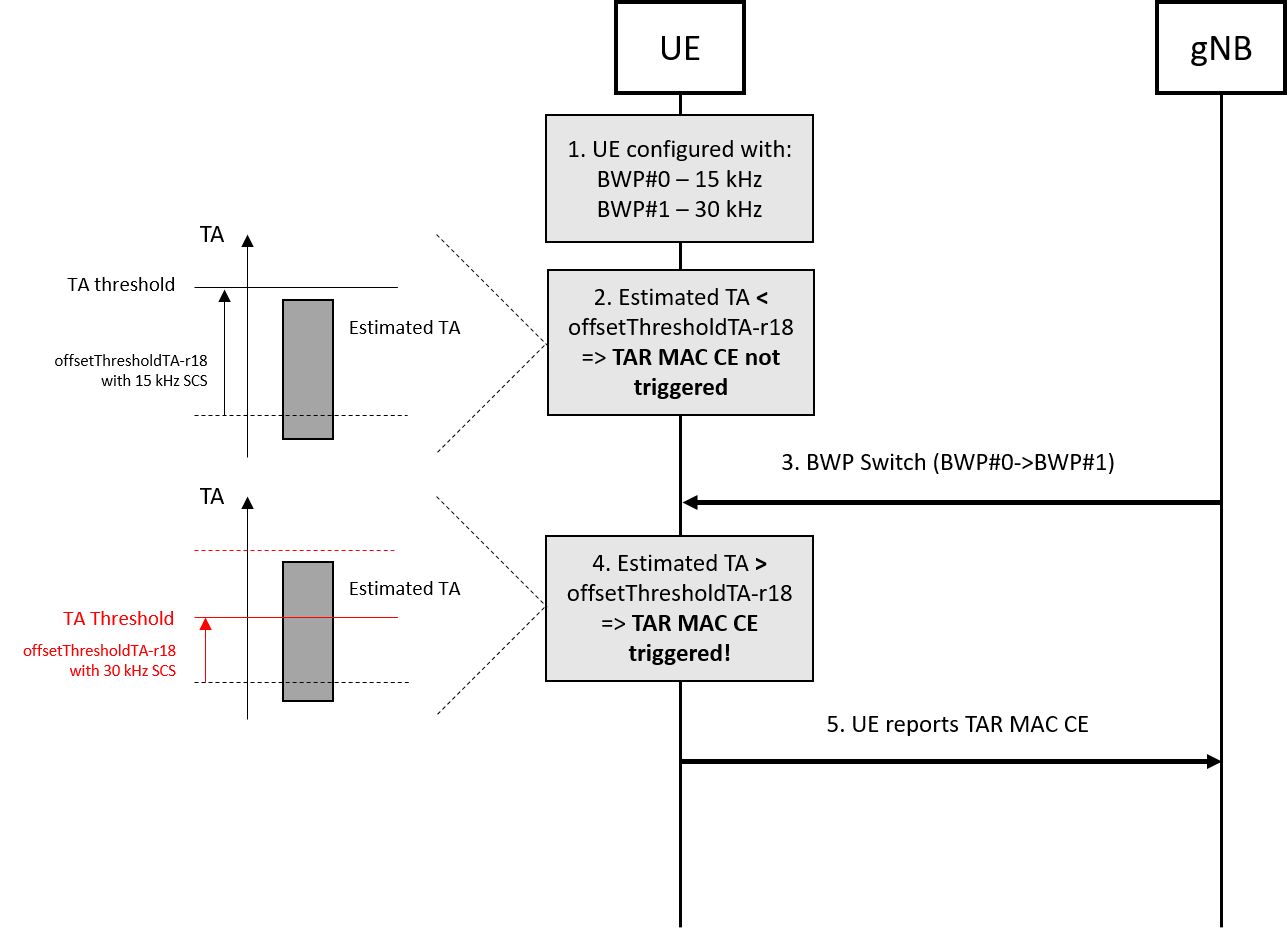 UE
gNB
1. UE configured with:
BWP#0 – 15 kHz
BWP#1 – 30 kHz
TA
TA threshold
Estimated TA
offsetThresholdTA-r18
with 15 kHz SCS
2. Estimated TA <
offsetThresholdTA-r18
=> TAR MAC CE not
triggered
3. BWP Switch (BWP#0->BWP#1)
TA
Estimated TA
TA Threshold
offsetThresholdTA-r18
with 30 kHz SCS
4. Estimated TA >
offsetThresholdTA-r18
=> TAR MAC CE
triggered!
5. UE reports TAR MAC CE